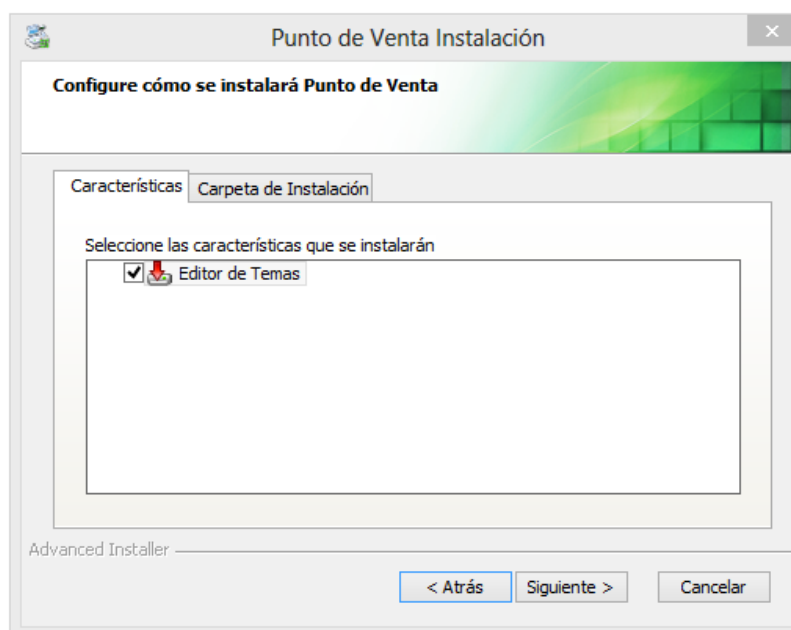 Punto de Venta Instalación
Configure cómo se instalará Punto de Venta
Características
Carpeta de Instalación
Seleccione las características que se instalarán
Editor de Temas
Advanced Installer
< Atrás
Siguiente >
Cancelar